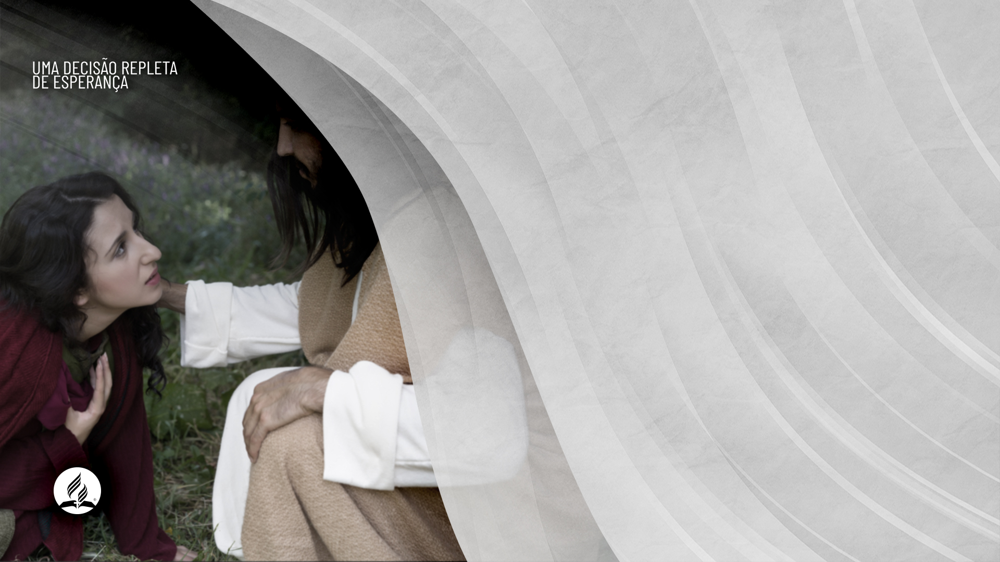 UMA DECISÃO REPLETA
DE ESPERANÇA